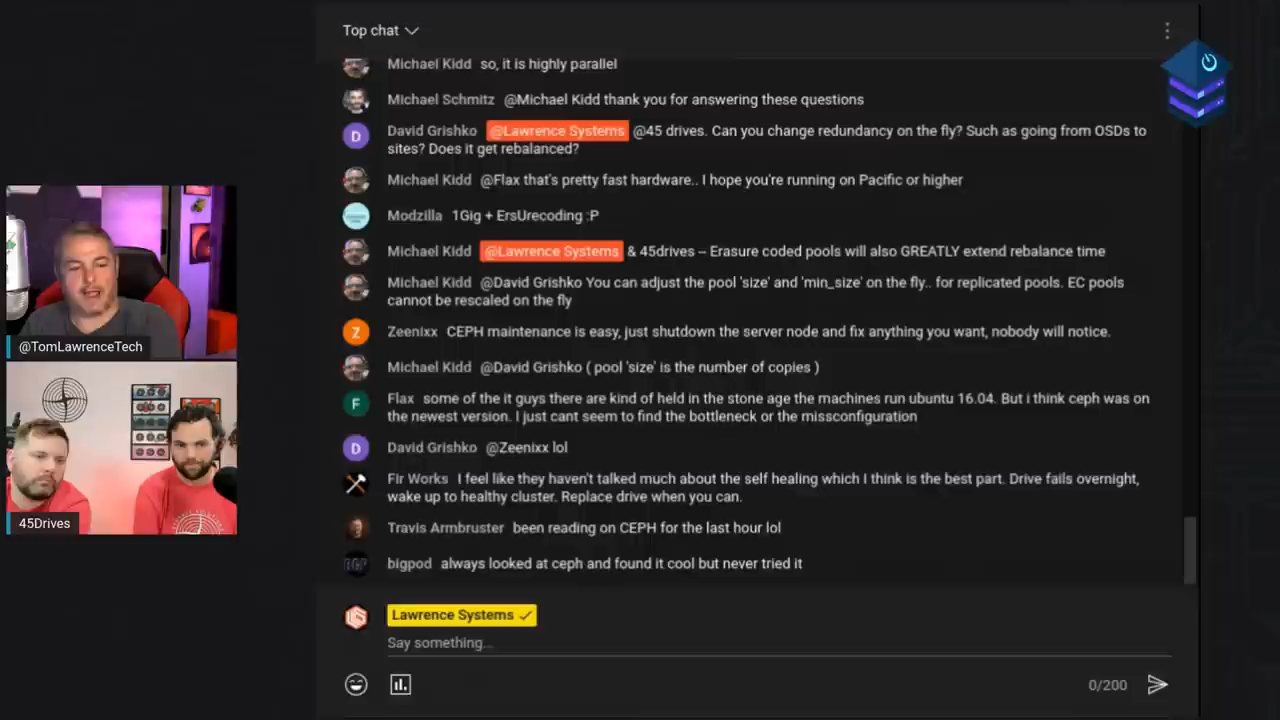 Top chat
Michael Kidd so, it is highly parallel
Michael Schmitz @Michael Kidd thank you for answering these questions
David Grishko @Lawrence Systems @45 drives. Can you change redundancy on the fly? Such as going from OSDs to
sites? Does it get rebalanced?
Michael Kidd @Flax that's pretty fast hardware.. I hope you're running on Pacific or higher
Modzilla 1Gig + ErsUrecoding :P
Michael Kidd @Lawrence Systems & 45drives -- Erasure coded pools will also GREATLY extend rebalance time
Michael Kidd @David Grishko You can adjust the pool 'size' and 'min_size' on the fly.. for replicated pools. EC pools
cannot be rescaled on the fly
Zeenixx CEPH maintenance is easy, just shutdown the server node and fix anything you want, nobody will notice.
Michael Kidd @David Grishko ( pool 'size' is the number of copies )
Flax some of the it guys there are kind of held in the stone age the machines run ubuntu 16.04. But i think ceph was on
the newest version. I just cant seem to find the bottleneck or the missconfiguration
David Grishko @Zeenixx lol
Fir Works I feel like they haven't talked much about the self healing which I think is the best part. Drive fails overnight,
wake up to healthy cluster. Replace drive when you can.
Travis Armbruster been reading on CEPH for the last hour lol
bigpod always looked at ceph and found it cool but never tried it
Lawrence Systems
Say something...
0/200
@TomLawrenceTech
45Drives
D
D
Z
F
D